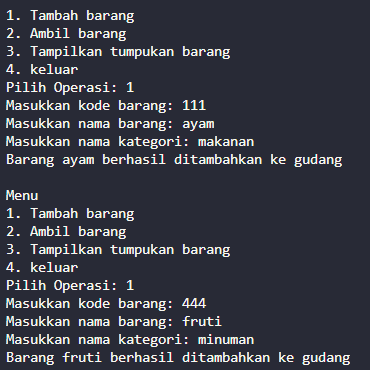 1. Tambah barang
2. Ambil barang
3. Tampilkan tumpukan barang
4. keluar
Pilih Operasi: 1
Masukkan kode barang: 111
Masukkan nama barang: ayam
Masukkan nama kategori: makanan
Barang ayam berhasil ditambahkan ke gudang

Menu
1. Tambah barang
2. Ambil barang
3. Tampilkan tumpukan barang
4. keluar
Pilih Operasi: 1
Masukkan kode barang: 444
Masukkan nama barang: fruti
Masukkan nama kategori: minuman
Barang fruti berhasil ditambahkan ke gudang